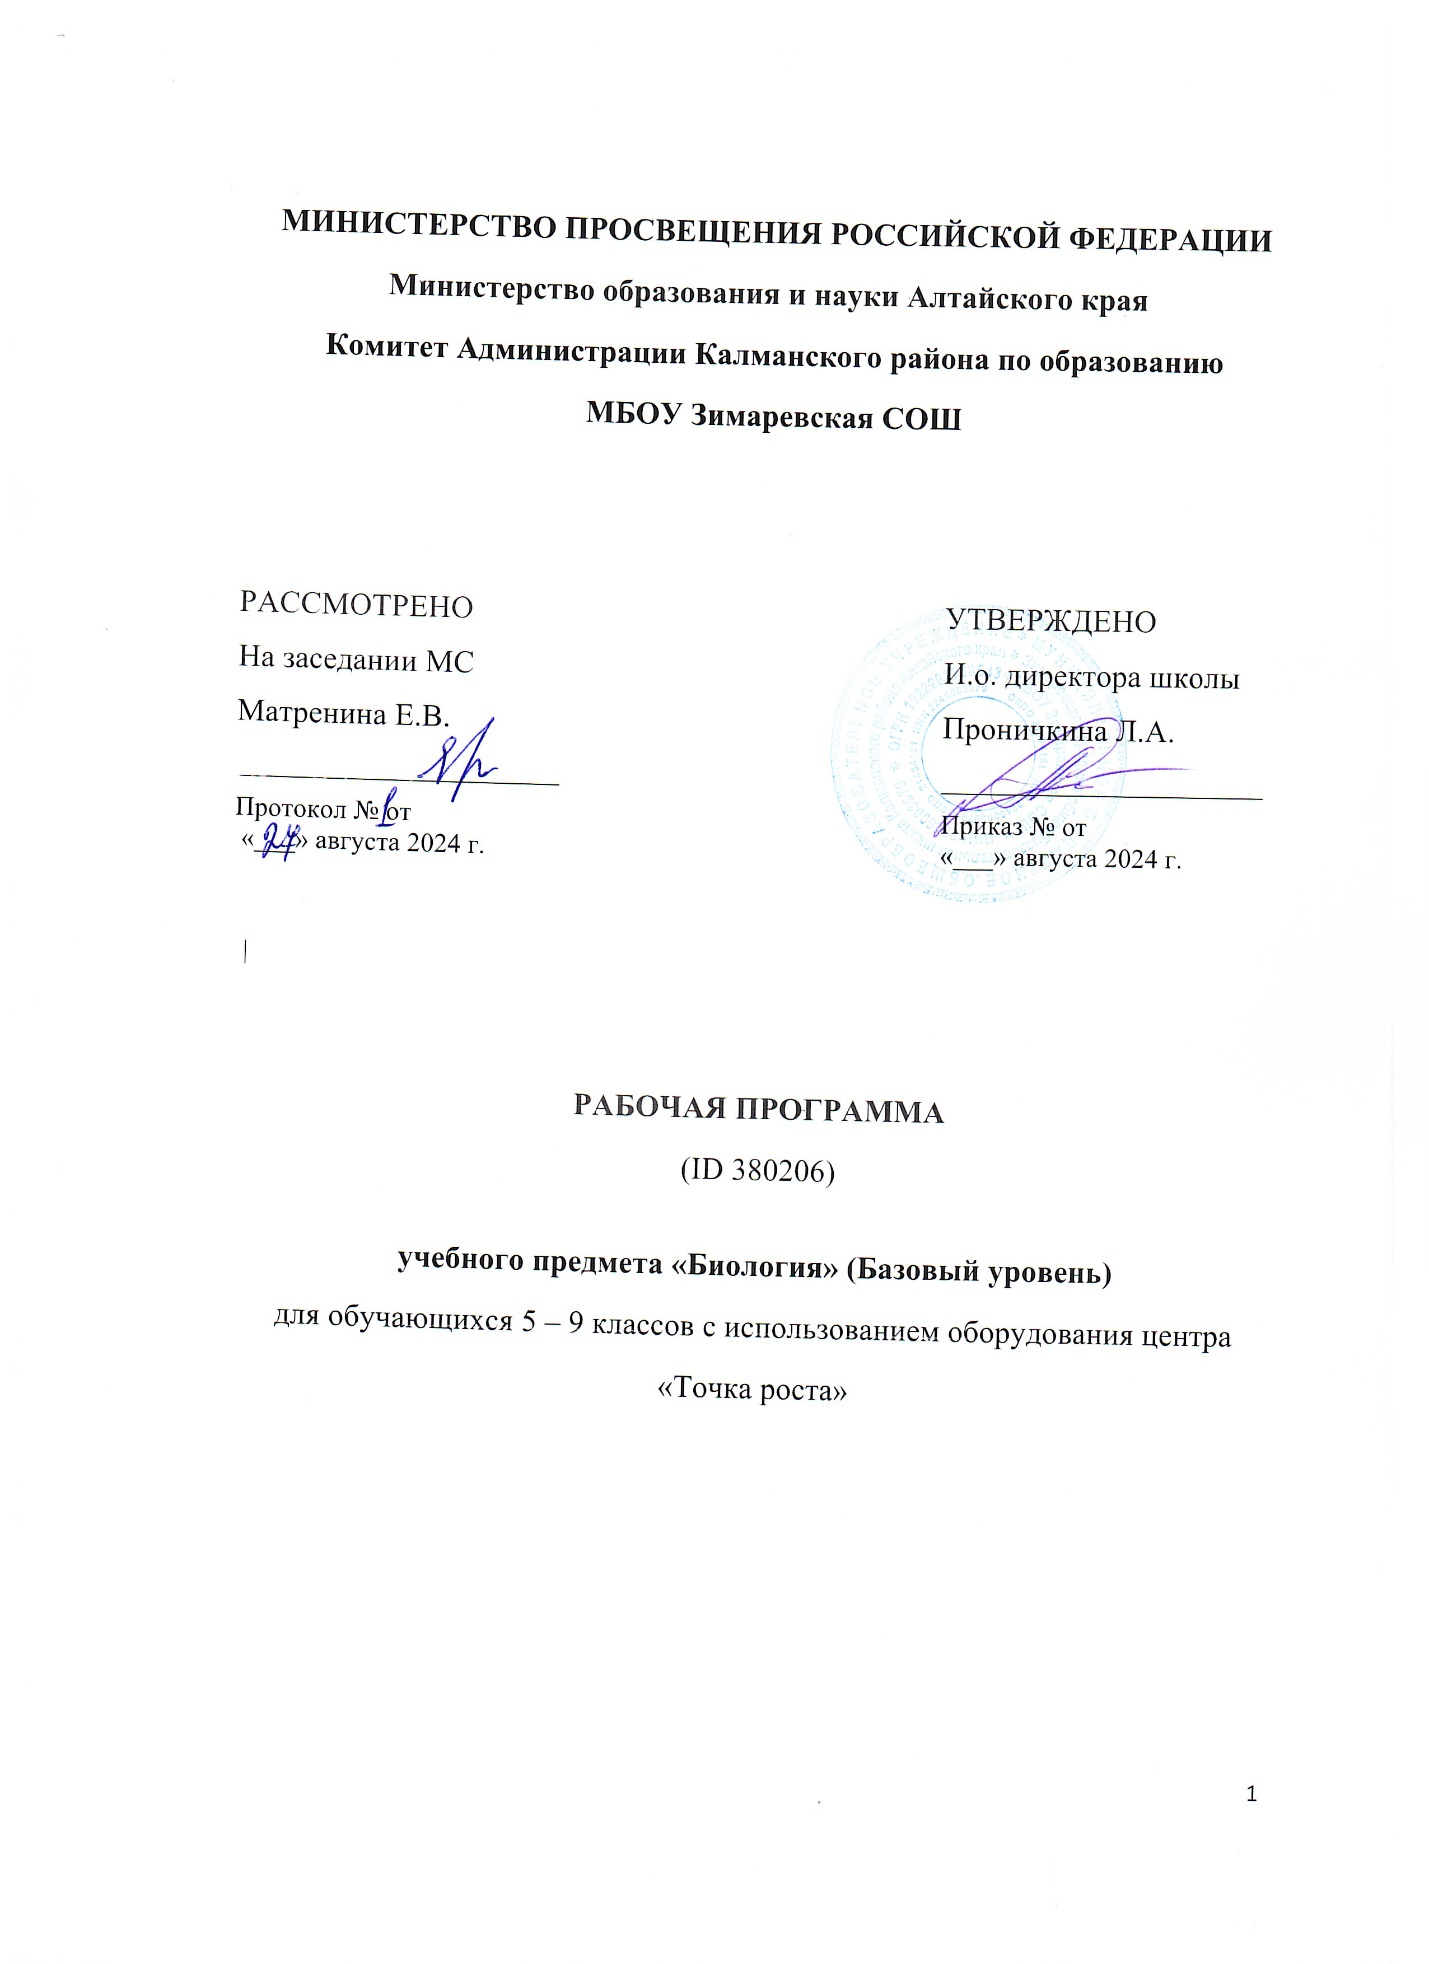 МИНИСТЕРСТВО ПРОСВЕЩЕНИЯ РОССИЙСКОЙ ФЕДЕРАЦИИ
Министерство образования и науки Алтайского края
Комитет Администрации Калманского района по образованию
МБОУ Зимаревская СОШ
РАССМОТРЕНО
На заседании МС
Матренина Е.В.
Протокол №1 от
«27» августа 2024 г.
УТВЕРЖДЕНО
И.о. директора школы
Проничкина Л.А.
Приказ № от
«___» августа 2024 г.
РАБОЧАЯ ПРОГРАММА
(ID 380206)
учебного предмета «Биология» (Базовый уровень)
для обучающихся 5 – 9 классов с использованием оборудования центра
«Точка роста»
1